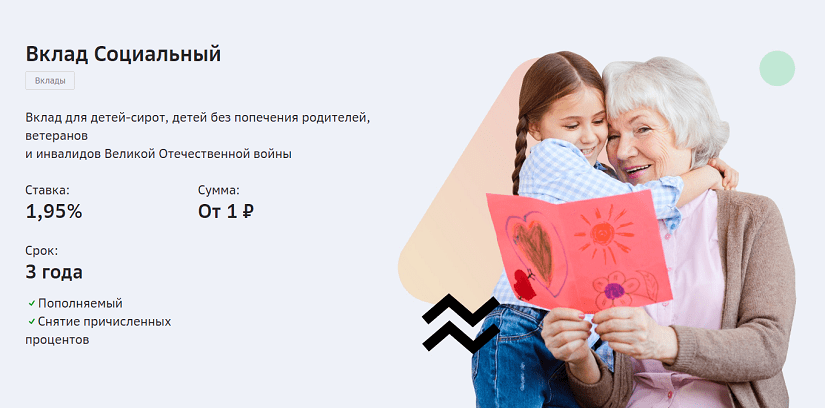 Вклад Социальный
Вклады
Вклад для детей-сирот, детей без попечения родителей,
ветеранов
и инвалидов Великой Отечественной войны
Ставка:
1,95%
Сумма:
От 1 ₽
Срок:
3 года
Пополняемый
Снятие причисленных
процентов